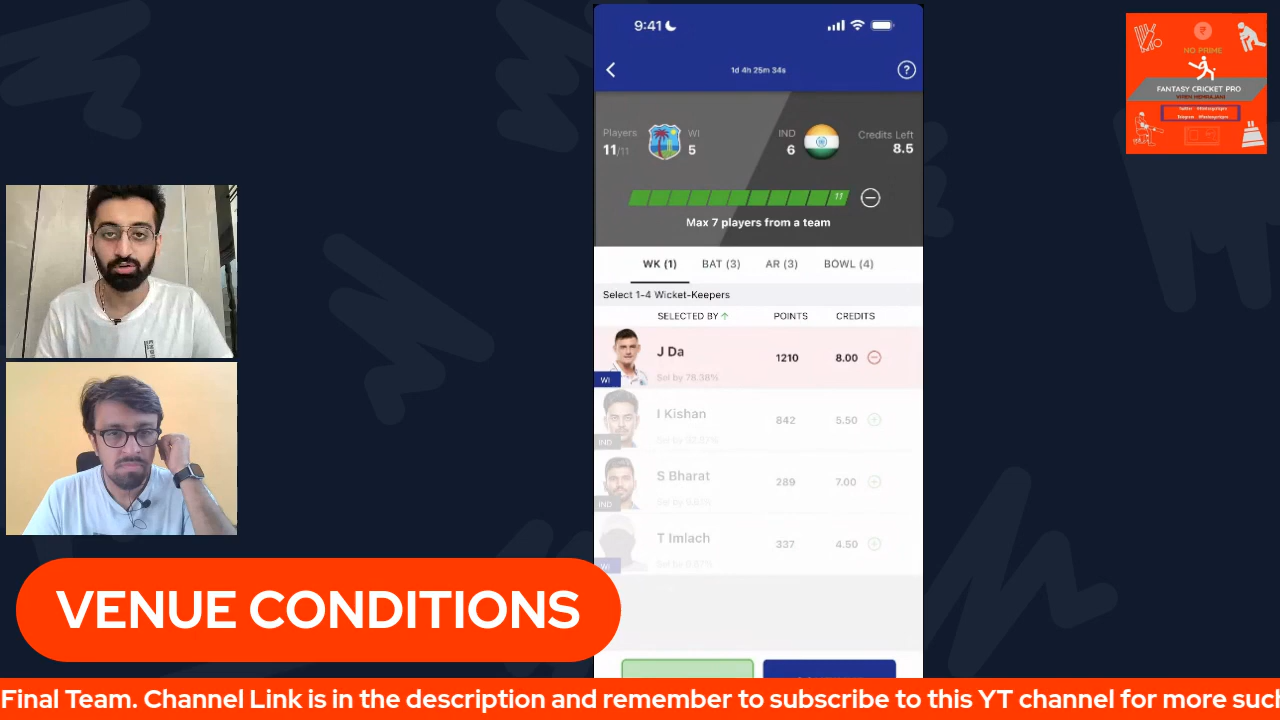 9:41
1d 4h 25m 34s
?
Players
11/11
WI
5
IND
6
Credits Left
8.5
11
Max 7 players from a team
WK (1)
BAT (3)
AR (3)
BOWL (4)
Select 1-4 Wicket-Keepers
SELECTED BY
POINTS
CREDITS
J Da
1210
8.00
Sel by 76.38%
WI
I Kishan
842
5.50
IND
S Bharat
289
7.00
IND
T Imlach
337
4.50
WI
NO PRIME
FANTASY CRICKET PRO
VENUE CONDITIONS
Final Team. Channel Link is in the description and remember to subscribe to this YT channel for more such